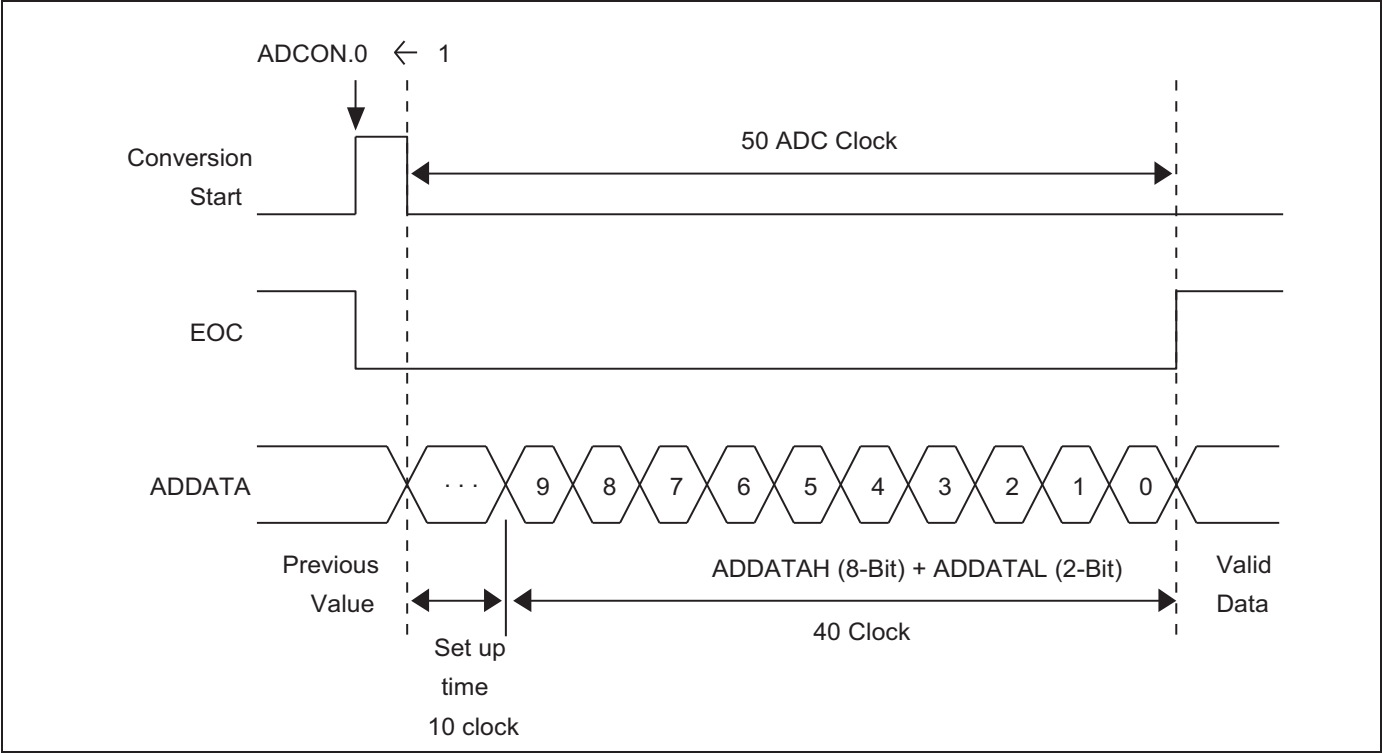 ADCON.0 ← 1
50 ADC Clock
Conversion
Start
EOC
ADDATA
· · ·
9 8 7 6 5 4 3 2 1 0
Previous
Value
ADDATAH (8-Bit) + ADDATAL (2-Bit)
Valid
Data
40 Clock
Set up
time
10 clock